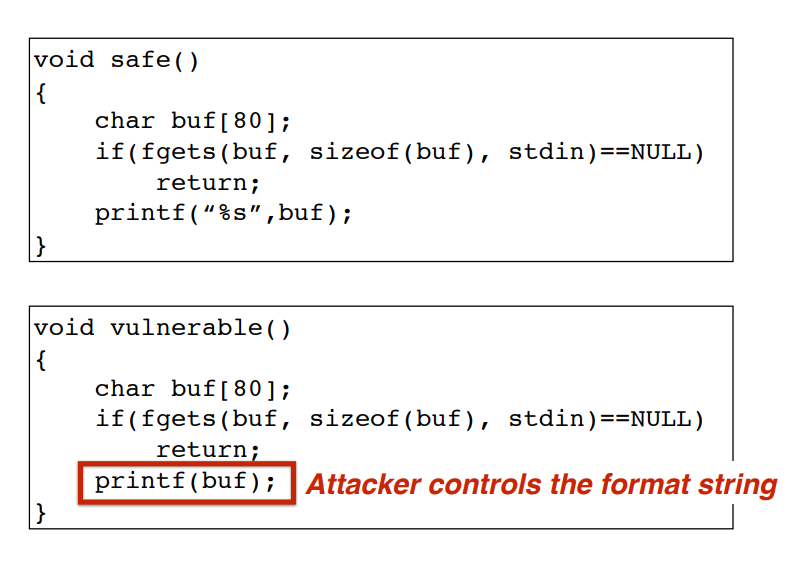 void safe()
{
char buf[80];
if(fgets(buf, sizeof(buf), stdin)==NULL)
return;
printf(“%s”,buf);
}
void vulnerable()
{
char buf[80];
if(fgets(buf, sizeof(buf), stdin)==NULL)
return;
printf(buf); Attacker controls the format string
}